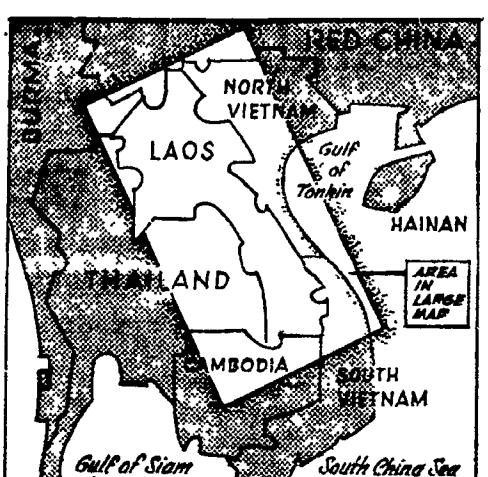 RED CHINA
BURMA
NORTH
VIETNAM
LAOS
Gulf
of
Tonkin
HAINAN
THAILAND
AREA
IN
LARGE
MAP
CAMBODIA
SOUTH
VIETNAM
Gulf of Siam
South China Sea